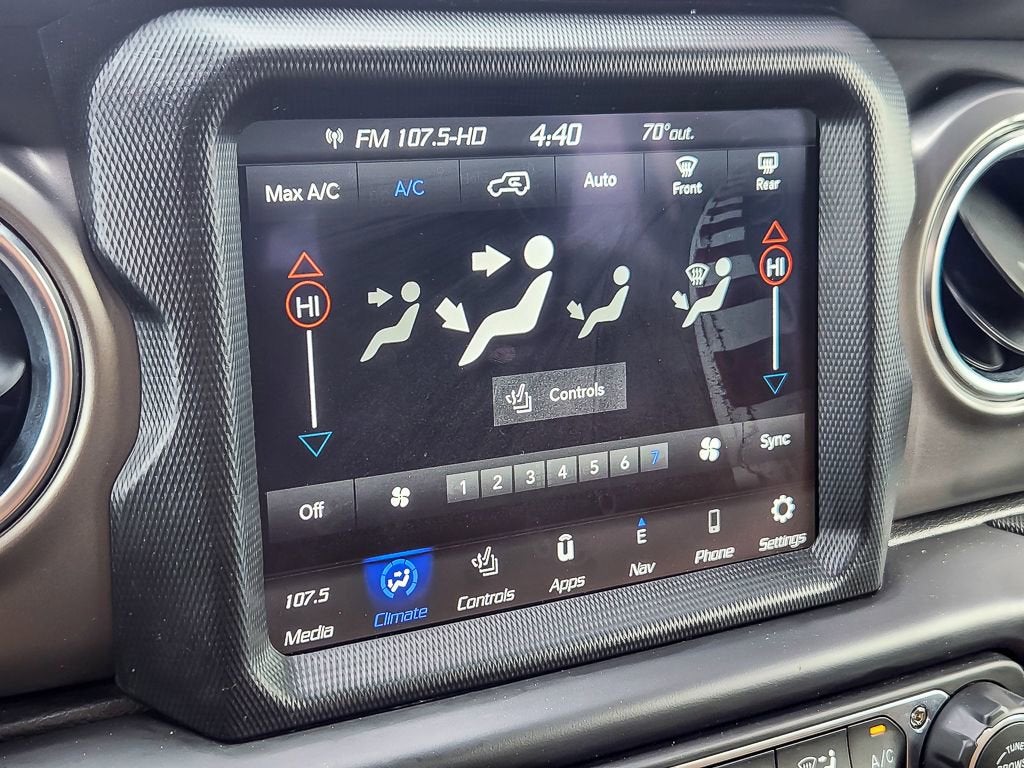 FM 107.5-HD 4:40 70°out.
Max A/C A/C Auto Front Rear
HI HI
Controls
1 2 3 4 5 6 7 Sync
Off
107.5 E
Media Climate Controls Apps Nav Phone Settings
A/C TUNE